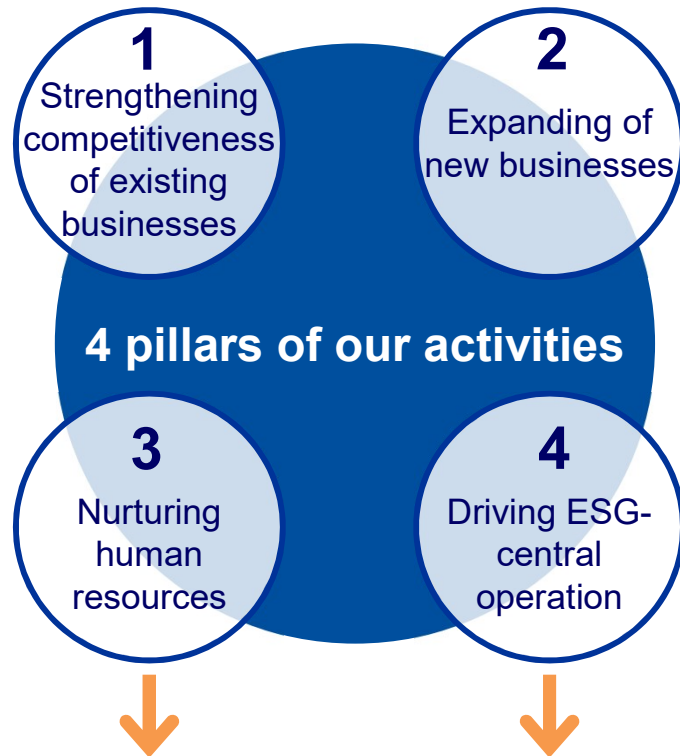 1
Strengthening
competitiveness
of existing
businesses
2
Expanding of
new businesses
4 pillars of our activities
3
Nurturing
human
resources
4
Driving ESG-
central
operation